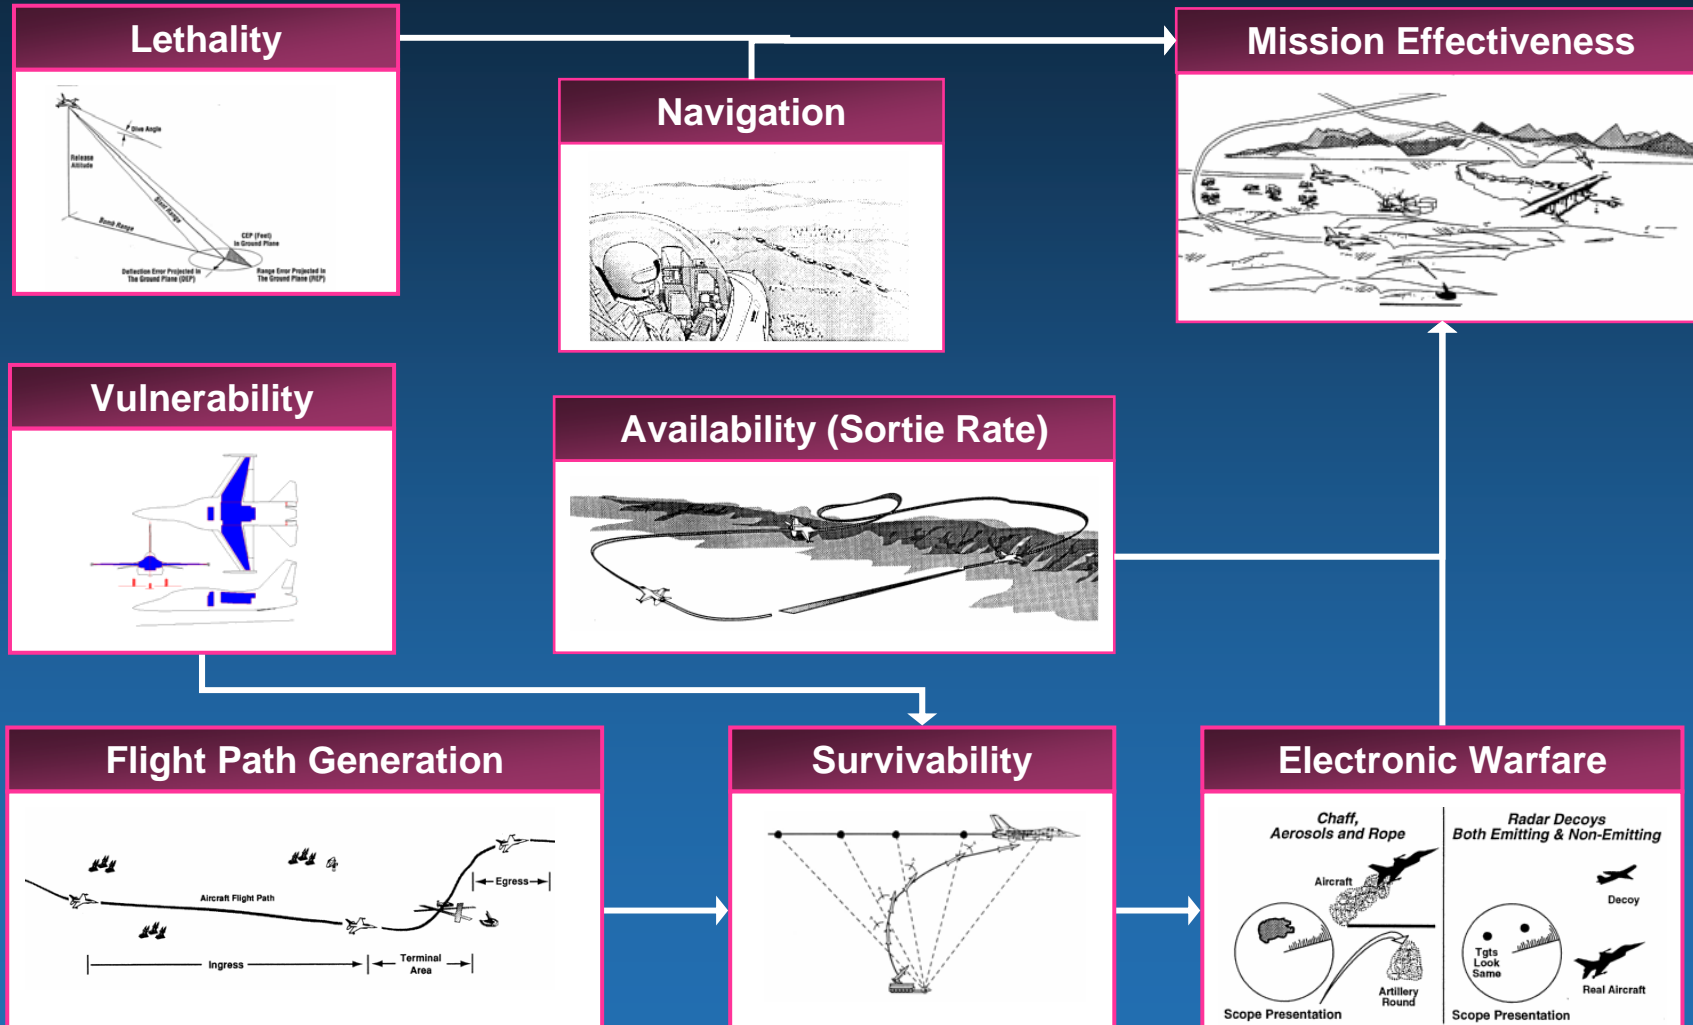 Lethality
Dive Angle
Release
Altitude
Slant Range
Bomb Range
CEP (Feet)
in Ground Plane
Deflection Error Projected in
The Ground Plane (DEP)
Range Error Projected in
The Ground Plane (REP)
Navigation
Mission Effectiveness
Vulnerability
Availability (Sortie Rate)
Flight Path Generation
Aircraft Flight Path
Egress
Ingress
Terminal
Area
Survivability
Electronic Warfare
Chaff,
Aerosols and Rope
Aircraft
Artillery
Round
Scope Presentation
Radar Decoys
Both Emitting & Non-Emitting
Decoy
Tgts
Look
Same
Real Aircraft
Scope Presentation